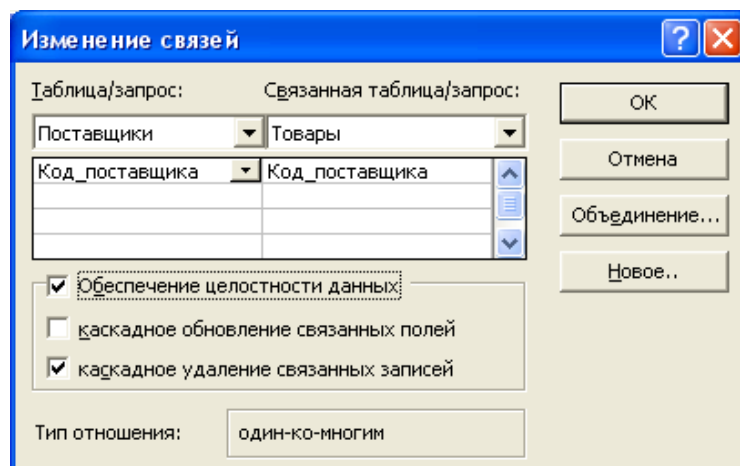 Изменение связей
Таблица/запрос: Связанная таблица/запрос:
Поставщики Товары
Код_поставщика Код_поставщика
Обеспечение целостности данных
каскадное обновление связанных полей
каскадное удаление связанных записей
Тип отношения: один-ко-многим
ОК
Отмена
Объединение...
Новое..